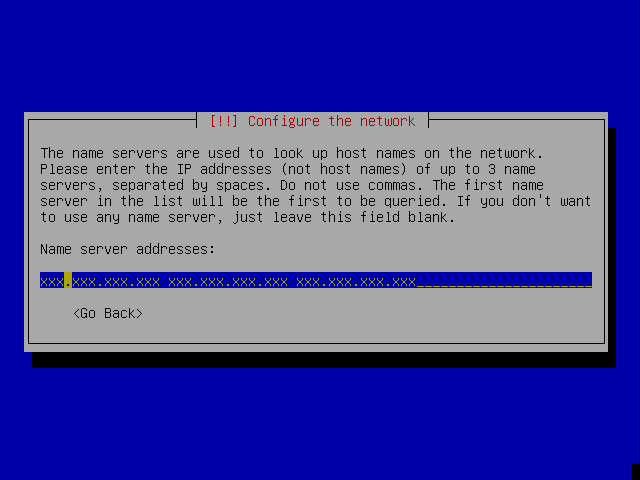 [!!] Configure the network
The name servers are used to look up host names on the network.
Please enter the IP addresses (not host names) of up to 3 name
servers, separated by spaces. Do not use commas. The first name
server in the list will be the first to be queried. If you don't want
to use any name server, just leave this field blank.
Name server addresses:
xxx.xxx.xxx.xxx xxx.xxx.xxx.xxx xxx.xxx.xxx.xxx______________________
<Go Back>